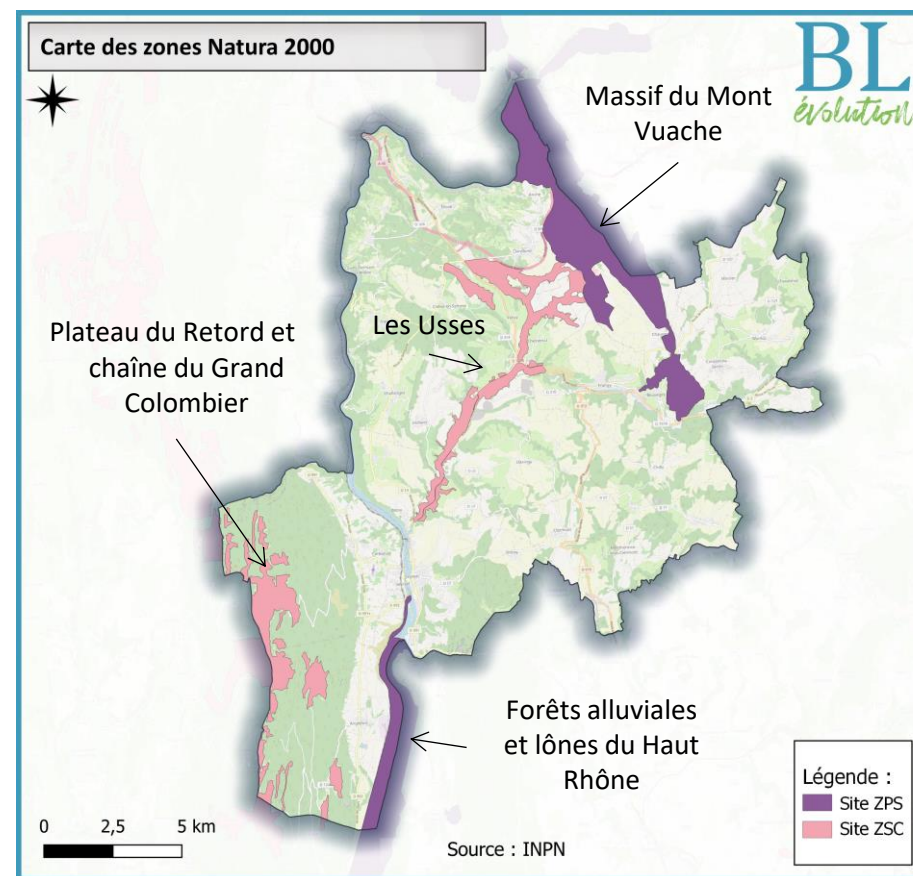 Carte des zones Natura 2000
BL
évolution
Massif du Mont
Vuache
Plateau du Retord et
chaîne du Grand
Colombier
Les Usses
Forêts alluviales
et lônes du Haut
Rhône
Légende :
Site ZPS
Site ZSC
0 2,5 5 km
Source : INPN